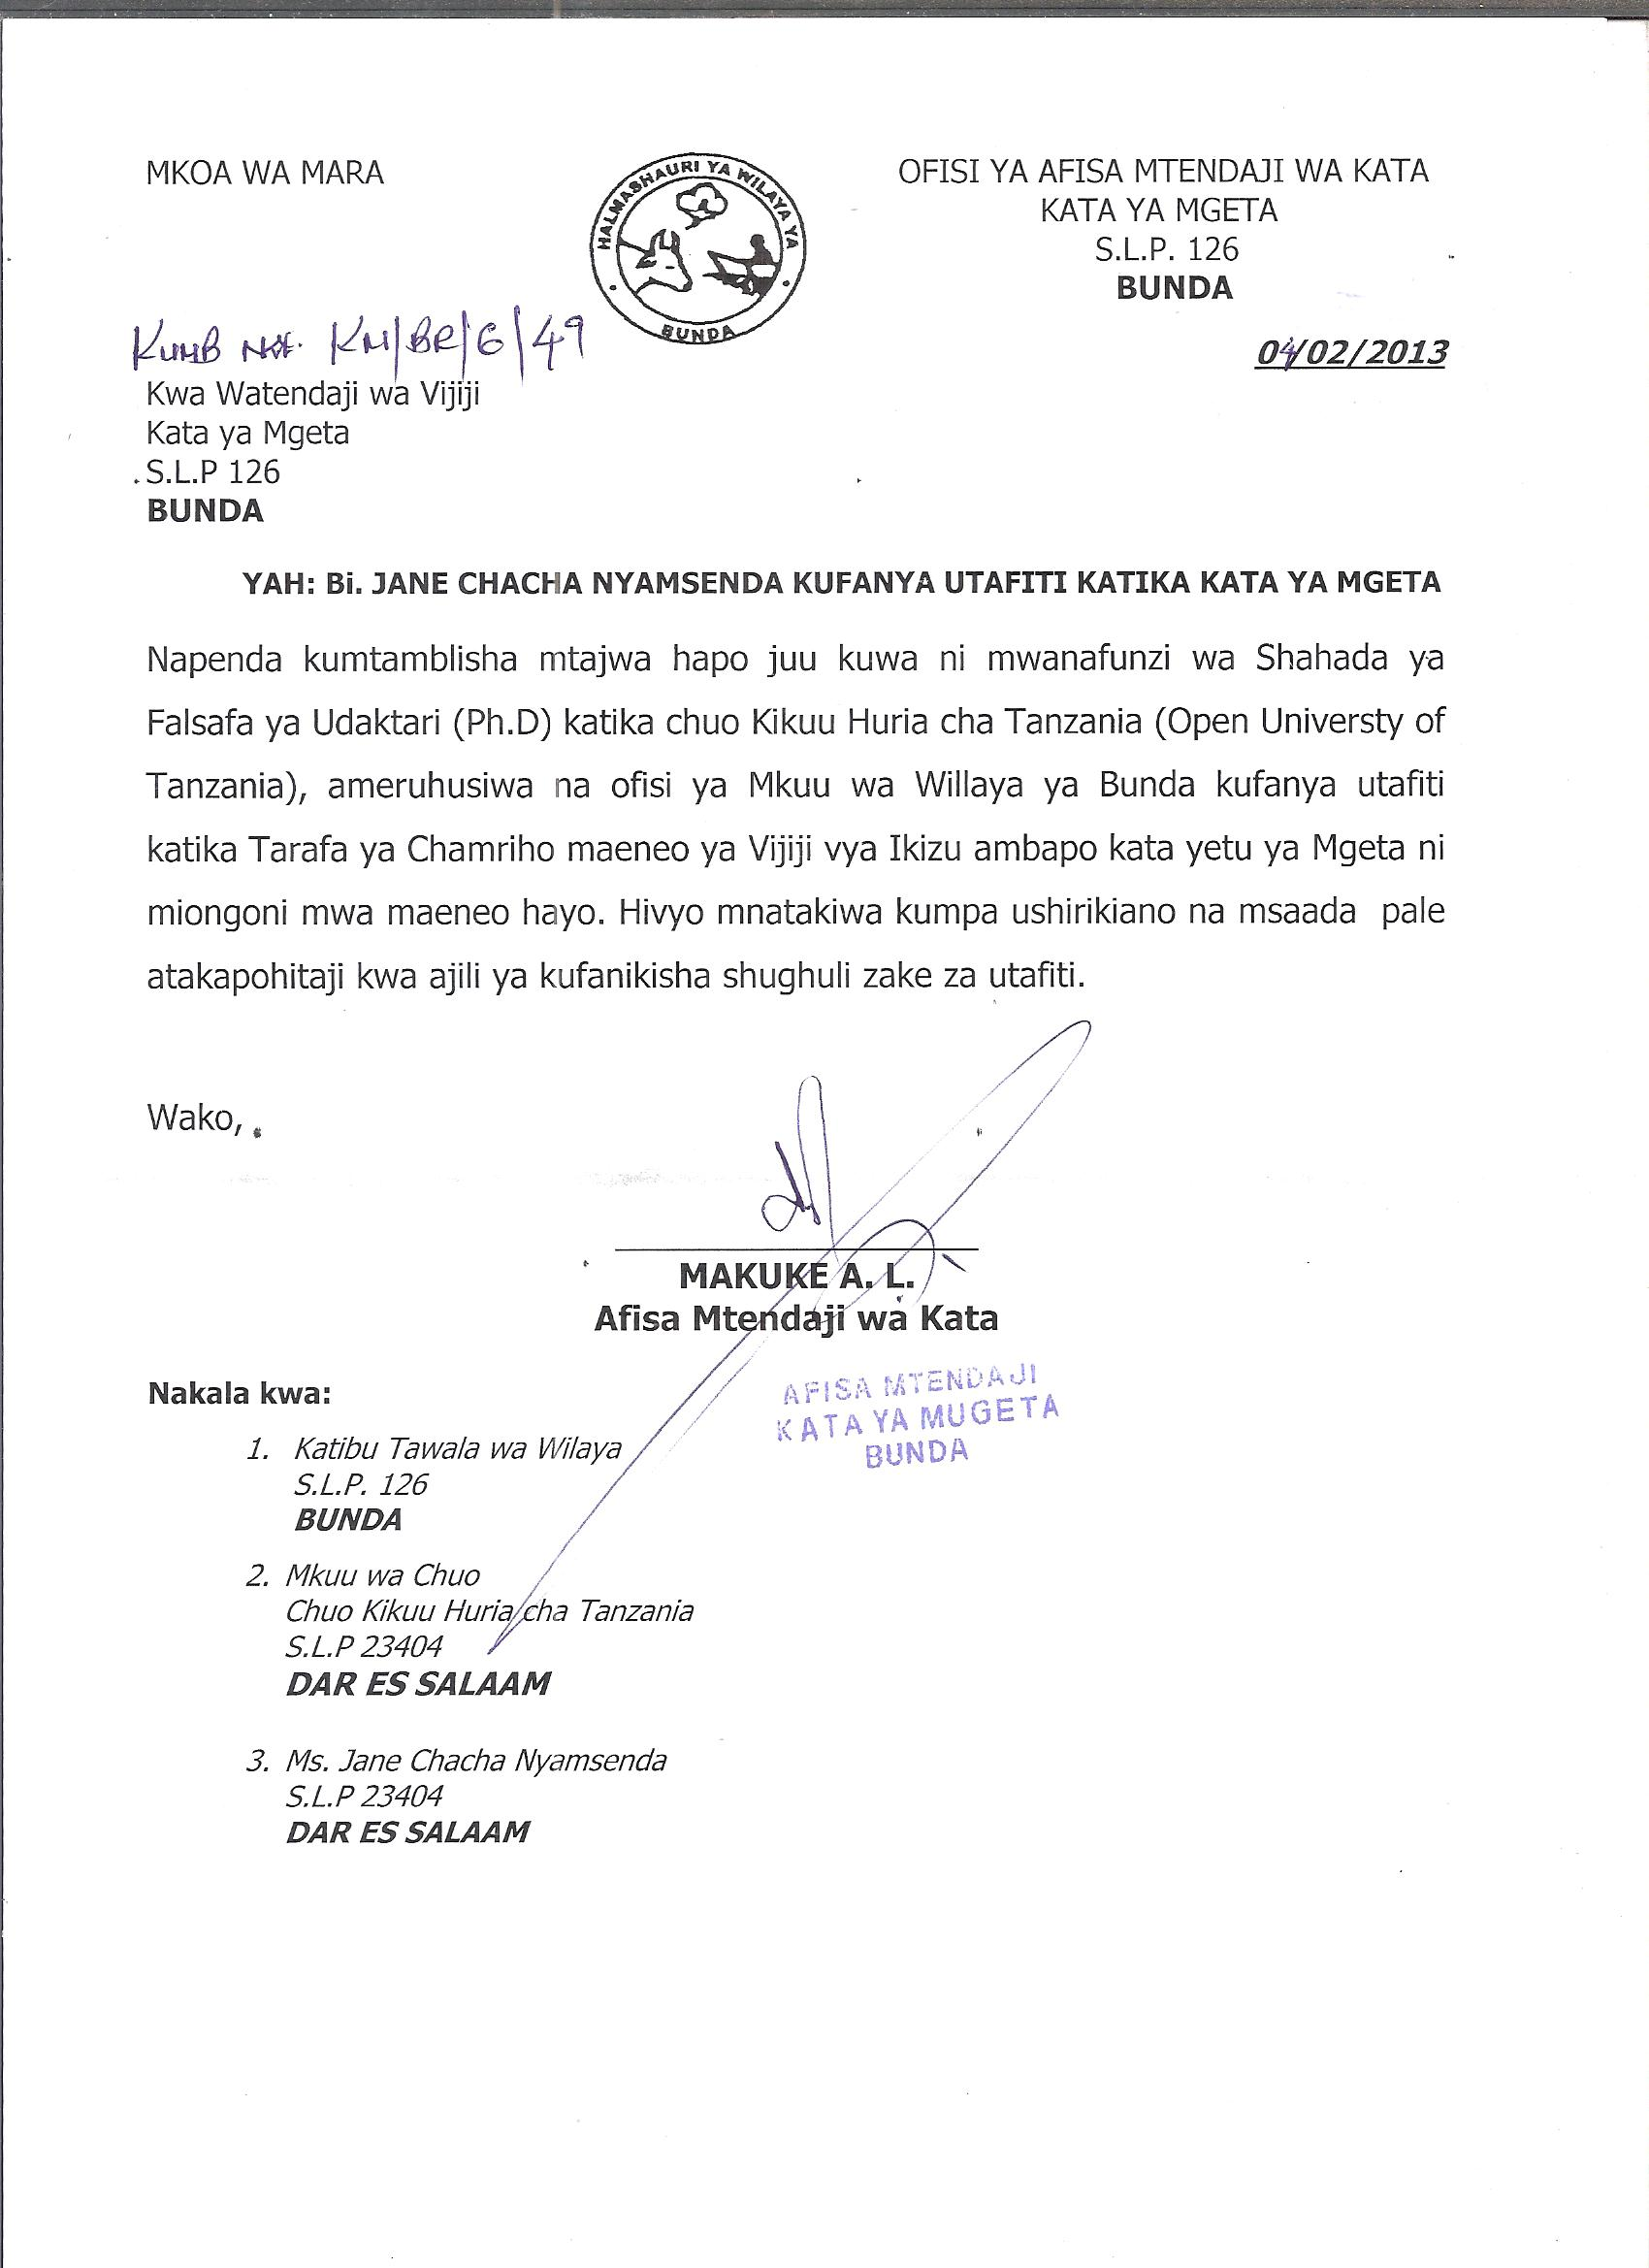 MKOA WA MARA
HALMASHAURI YA WILAYA YA
BUNDA
OFISI YA AFISA MTENDAJI WA KATA
KATA YA MGETA
S.L.P. 126
BUNDA
04/02/2013
KUMB NA. KM/BR/G/49
Kwa Watendaji wa Vijiji
Kata ya Mgeta
S.L.P 126
BUNDA
YAH: Bi. JANE CHACHA NYAMSENDA KUFANYA UTAFITI KATIKA KATA YA MGETA
Napenda kumtamblisha mtajwa hapo juu kuwa ni mwanafunzi wa Shahada ya
Falsafa ya Udaktari (Ph.D) katika chuo Kikuu Huria cha Tanzania (Open Universty of
Tanzania), ameruhusiwa na ofisi ya Mkuu wa Willaya ya Bunda kufanya utafiti
katika Tarafa ya Chamriho maeneo ya Vijiji vya Ikizu ambapo kata yetu ya Mgeta ni
miongoni mwa maeneo hayo. Hivyo mnatakiwa kumpa ushirikiano na msaada pale
atakapohitaji kwa ajili ya kufanikisha shughuli zake za utafiti.
Wako,
MAKUKE A. L.
Afisa Mtendaji wa Kata
AFISA MTENDAJI
KATA YA MUGETA
BUNDA
Nakala kwa:
1. Katibu Tawala wa Wilaya
S.L.P. 126
BUNDA
2. Mkuu wa Chuo
Chuo Kikuu Huria cha Tanzania
S.L.P 23404
DAR ES SALAAM
3. Ms. Jane Chacha Nyamsenda
S.L.P 23404
DAR ES SALAAM